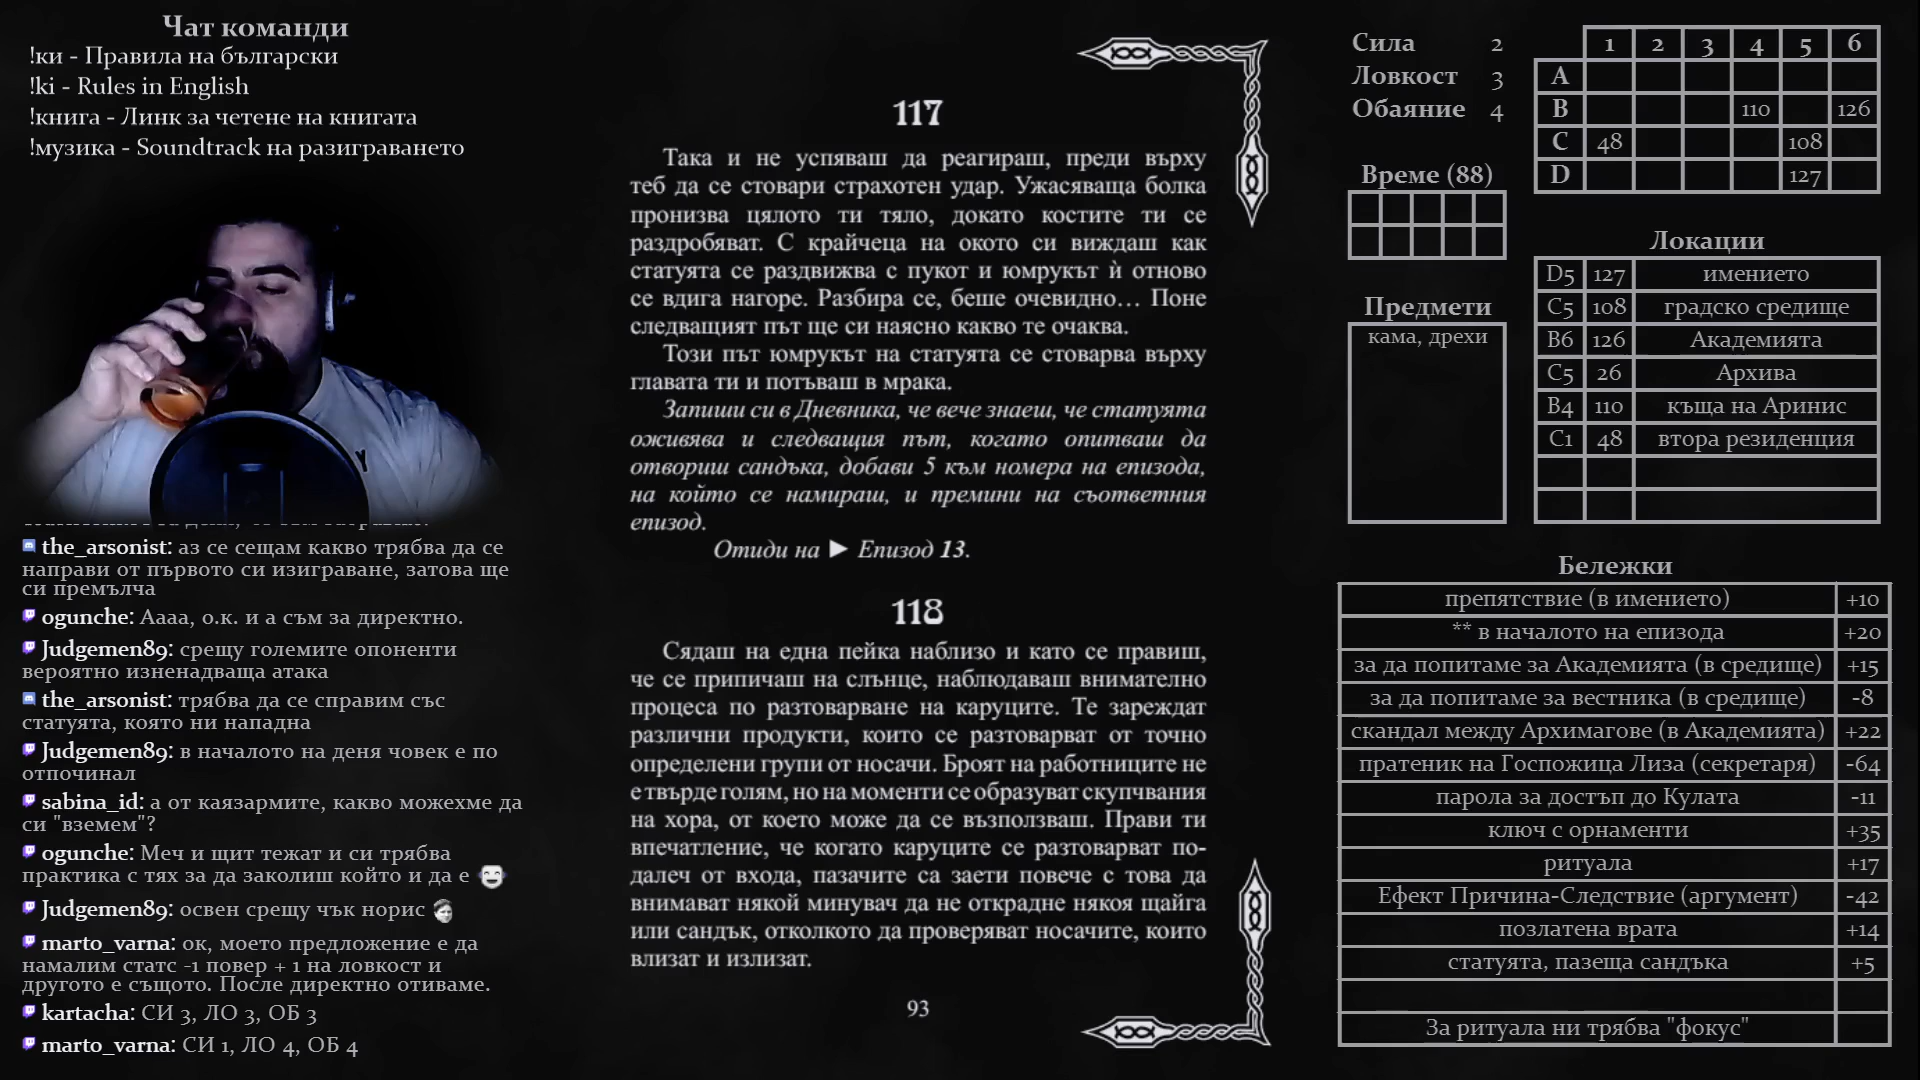 Чат команди
!ки - Правила на български
!ki - Rules in English
!книга - Линк за четене на книгата
!музика - Soundtrack на разиграването
the_arsonist: аз се сещам какво трябва да се
направи от първото си изиграване, затова ще
си премълча
ogunche: Аааа, о.к. и а съм за директно.
Judgemen89: срещу големите опоненти
вероятно изненадваща атака
the_arsonist: трябва да се справим със
статуята, която ни нападна
Judgemen89: в началото на деня човек е по
отпочинал
sabina_id: а от каязармите, какво можехме да
си "вземем"?
ogunche: Меч и щит тежат и си трябва
практика с тях за да заколиш който и да е
Judgemen89: освен срещу чък норис
marto_varna: ок, моето предложение е да
намалим статс -1 повер + 1 на ловкост и
другото е същото. После директно отиваме.
kartacha: СИ 3, ЛО 3, ОБ 3
marto_varna: СИ 1, ЛО 4, ОБ 4
117
Така и не успяваш да реагираш, преди върху
теб да се стовари страхотен удар. Ужасяваща болка
пронизва цялото ти тяло, докато костите ти се
раздробяват. С крайчеца на окото си виждаш как
статуята се раздвижва с пукот и юмрукът ѝ отново
се вдига нагоре. Разбира се, беше очевидно… Поне
следващият път ще си наясно какво те очаква.
Този път юмрукът на статуята се стоварва върху
главата ти и потъваш в мрака.
Запиши си в Дневника, че вече знаеш, че статуята
оживява и следващия път, когато опитваш да
отвориш сандъка, добави 5 към номера на епизода,
на който се намираш, и премини на съответния
епизод.
Отиди на ► Епизод 13.
118
Сядаш на една пейка наблизо и като се правиш,
че се припичаш на слънце, наблюдаваш внимателно
процеса по разтоварване на каруците. Те зареждат
различни продукти, които се разтоварват от точно
определени групи от носачи. Броят на работниците не
е твърде голям, но на моменти се образуват скупчвания
на хора, от което може да се възползваш. Прави ти
впечатление, че когато каруците се разтоварват по-
далеч от входа, пазачите са заети повече с това да
внимават някой минувач да не открадне някоя щайга
или сандък, отколкото да проверяват носачите, които
влизат и излизат.
93
Сила 2
Ловкост 3
Обаяние 4
Време (88)
Предмети
кама, дрехи
1 2 3 4 5 6
A
B 110 126
C 48 108
D 127
Локации
D5 127 имението
C5 108 градско средище
B6 126 Академията
C5 26 Архива
B4 110 къща на Аринис
C1 48 втора резиденция
Бележки
препятствие (в имението) +10
** в началото на епизода +20
за да попитаме за Академията (в средище) +15
за да попитаме за вестника (в средище) -8
скандал между Архимагове (в Академията) +22
пратеник на Госпожица Лиза (секретаря) -64
парола за достъп до Кулата -11
ключ с орнаменти +35
ритуала +17
Ефект Причина-Следствие (аргумент) -42
позлатена врата +14
статуята, пазеща сандъка +5
За ритуала ни трябва "фокус"